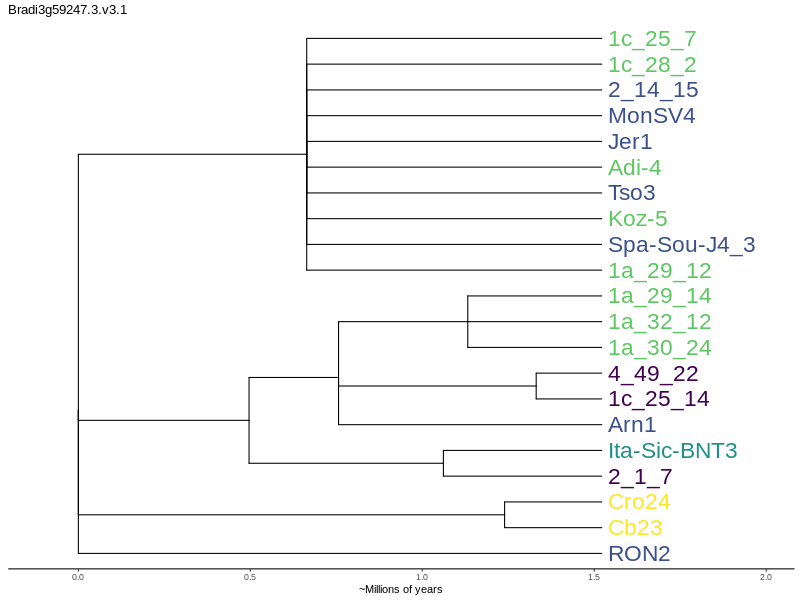 Bradi3g59247.3.v3.1
1c_25_7
1c_28_2
2_14_15
MonSV4
Jer1
Adi-4
Tso3
Koz-5
Spa-Sou-J4_3
1a_29_12
1a_29_14
1a_32_12
1a_30_24
4_49_22
1c_25_14
Arn1
Ita-Sic-BNT3
2_1_7
Cro24
Cb23
RON2
0.0 0.5 1.0 1.5 2.0
~Millions of years